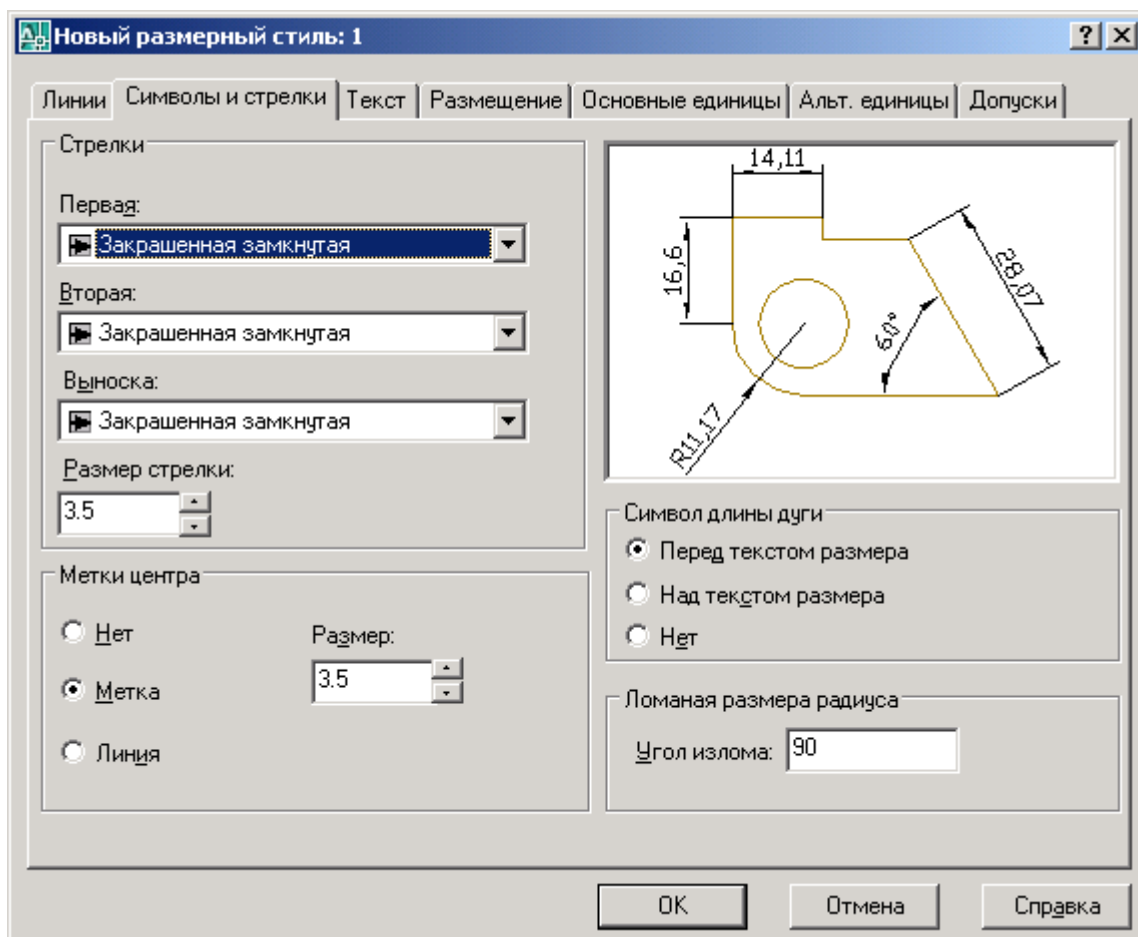 Новый размерный стиль: 1
Линии Символы и стрелки Текст Размещение Основные единицы Альт. единицы Допуски
Стрелки
Первая:
Закрашенная замкнутая
Вторая:
Закрашенная замкнутая
Выноска:
Закрашенная замкнутая
Размер стрелки:
3.5
14,11
16,6
28,07
60°
R11,17
Метки центра
Нет
Метка
Линия
Размер:
3.5
Символ длины дуги
Перед текстом размера
Над текстом размера
Нет
Ломаная размера радиуса
Угол излома: 90
OK Отмена Справка